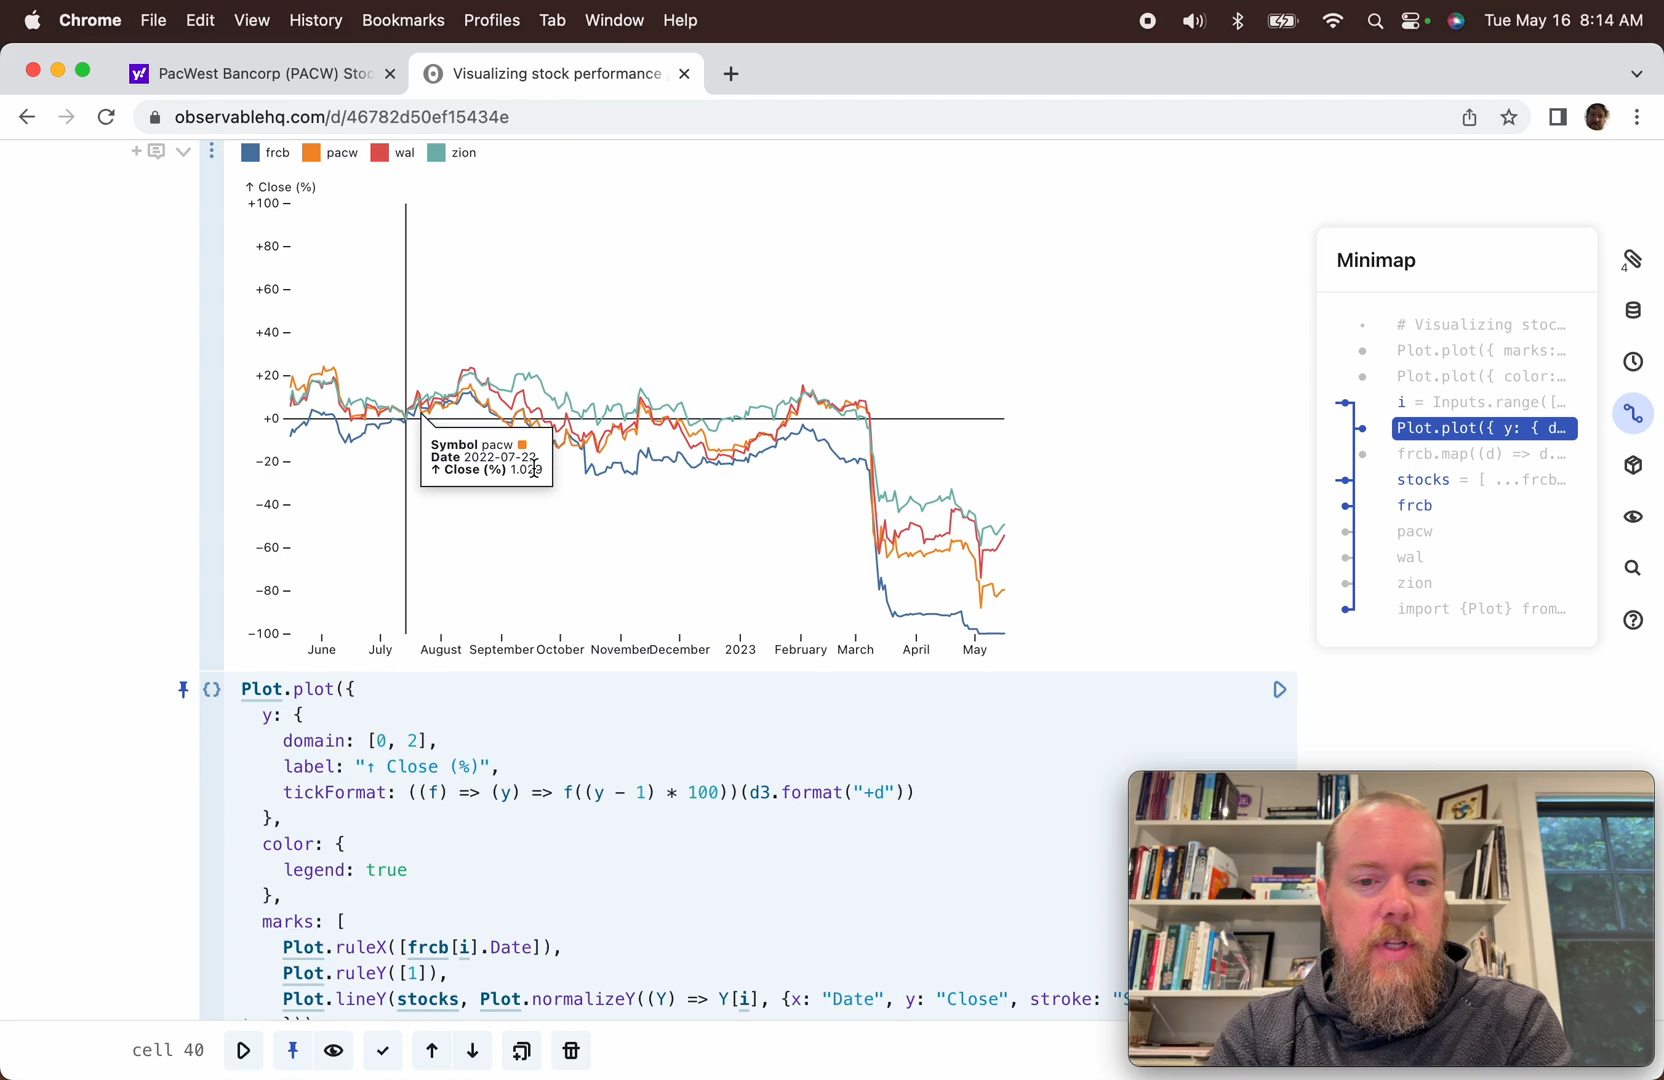 Chrome File Edit View History Bookmarks Profiles Tab Window Help Tue May 16 8:14 AM
PacWest Bancorp (PACW) Stoc Visualizing stock performance
observablehq.com/d/46782d50ef15434e
frcb pacw wal zion
↑ Close (%)
+100
+80
+60
+40
+20
+0
−20
−40
−60
−80
−100
June July August September October November December 2023 February March April May
Symbol pacw
Date 2022-07-22
↑ Close (%) 1.029
Minimap
# Visualizing stoc…
Plot.plot({ marks:…
Plot.plot({ color:…
i = Inputs.range([…
Plot.plot({ y: { d…
frcb.map((d) => d.…
stocks = [ ...frcb…
frcb
pacw
wal
zion
import {Plot} from…
4
Plot.plot({
y: {
domain: [0, 2],
label: "↑ Close (%)",
tickFormat: ((f) => (y) => f((y - 1) * 100))(d3.format("+d"))
},
color: {
legend: true
},
marks: [
Plot.ruleX([frcb[i].Date]),
Plot.ruleY([1]),
Plot.lineY(stocks, Plot.normalizeY((Y) => Y[i], {x: "Date", y: "Close", stroke: "S
cell 40